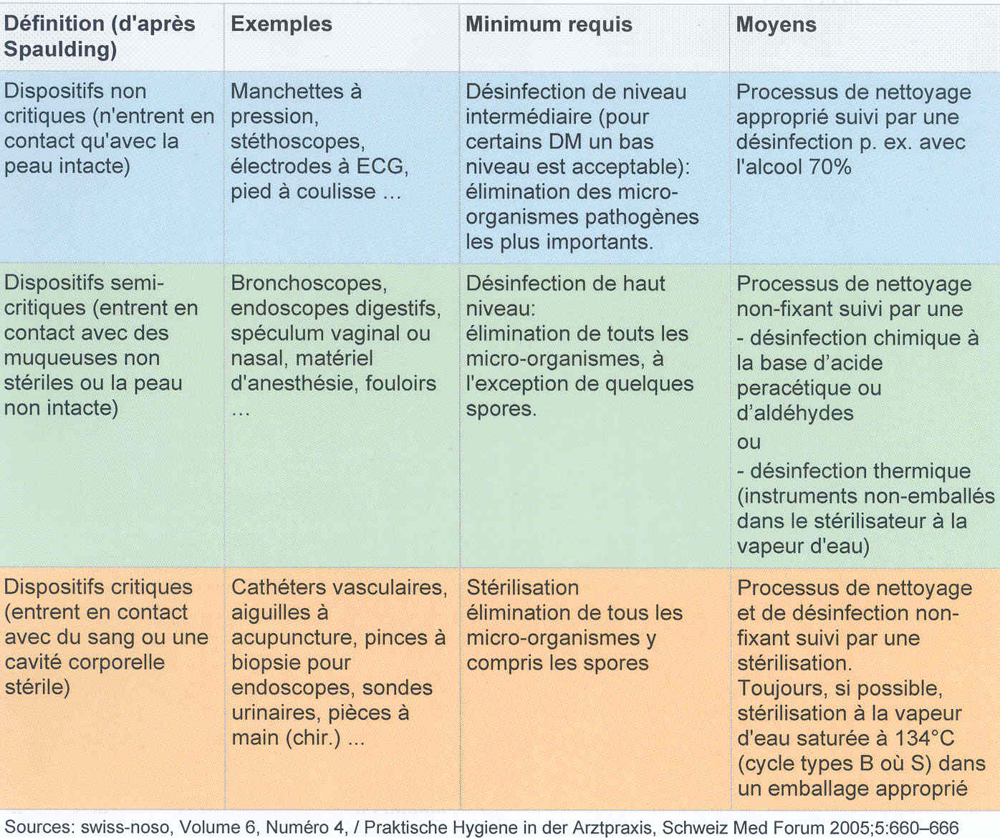 Définition (d'après
Spaulding)
Exemples
Minimum requis
Moyens
Dispositifs non
critiques (n'entrent en
contact qu'avec la
peau intacte)
Manchettes à
pression,
stéthoscopes,
électrodes à ECG,
pied à coulisse ...
Désinfection de niveau
intermédiaire (pour
certains DM un bas
niveau est acceptable):
élimination des micro-
organismes pathogènes
les plus importants.
Processus de nettoyage
approprié suivi par une
désinfection p. ex. avec
l'alcool 70%
Dispositifs semi-
critiques (entrent en
contact avec des
muqueuses non
stériles ou la peau
non intacte)
Bronchoscopes,
endoscopes digestifs,
spéculum vaginal ou
nasal, matériel
d'anesthésie, fouloirs
...
Désinfection de haut
niveau:
élimination de touts les
micro-organismes, à
l'exception de quelques
spores.
Processus de nettoyage
non-fixant suivi par une
- désinfection chimique à
la base d’acide
peracétique ou
d’aldéhydes
ou
- désinfection thermique
(instruments non-emballés
dans le stérilisateur à la
vapeur d'eau)
Dispositifs critiques
(entrent en contact
avec du sang ou une
cavité corporelle
stérile)
Cathéters vasculaires,
aiguilles à
acupuncture, pinces à
biopsie pour
endoscopes, sondes
urinaires, pièces à
main (chir.) ...
Stérilisation
élimination de tous les
micro-organismes y
compris les spores
Processus de nettoyage
et de désinfection non-
fixant suivi par une
stérilisation.
Toujours, si possible,
stérilisation à la vapeur
d'eau saturée à 134°C
(cycle types B où S) dans
un emballage approprié
Sources: swiss-noso, Volume 6, Numéro 4, / Praktische Hygiene in der Arztpraxis, Schweiz Med Forum 2005;5:660–666